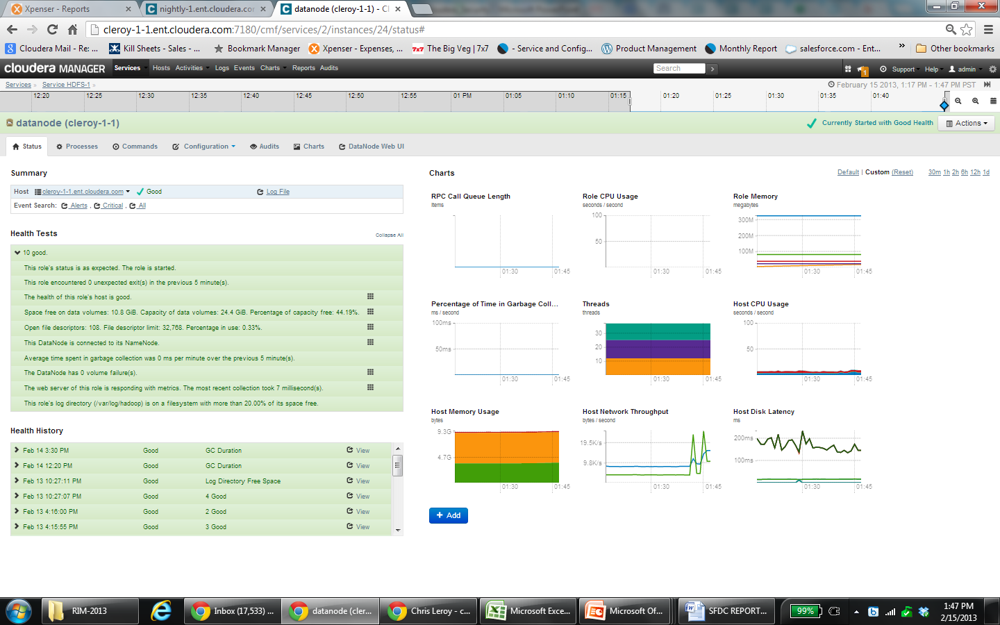 Xpenser - Reports
nightly-1.ent.cloudera.co
datanode (cleroy-1-1) - Cl
cleroy-1-1.ent.cloudera.com:7180/cmf/services/2/instances/24/status#
Cloudera Mail - Re: ...
Kill Sheets - Sales - ...
Bookmark Manager
Xpenser - Expenses, ...
7x7 The Big Veg | 7x7
- Service and Config...
Product Management
Monthly Report
salesforce.com - Ent...
»
Other bookmarks
cloudera MANAGER
Services
Hosts
Activities
Logs
Events
Charts
Reports
Audits
Search
1
Support
Help
admin
Services »
Service HDFS-1 »
February 15 2013, 1:17 PM - 1:47 PM PST
12:20 12:25 12:30 12:35 12:40 12:45 12:50 12:55 01 PM 01:05 01:10 01:15 01:20 01:25 01:30 01:35 01:40
datanode (cleroy-1-1)
Currently Started with Good Health
Actions
Status
Processes
Commands
Configuration
Audits
Charts
DataNode Web UI
Summary
Host cleroy-1-1.ent.cloudera.com Good Log File
Event Search: Alerts , Critical , All
Health Tests
Collapse All
10 good.
This role's status is as expected. The role is started.
This role encountered 0 unexpected exit(s) in the previous 5 minute(s).
The health of this role's host is good.
Space free on data volumes: 10.8 GiB. Capacity of data volumes: 24.4 GiB. Percentage of capacity free: 44.19%.
Open file descriptors: 108. File descriptor limit: 32,768. Percentage in use: 0.33%.
This DataNode is connected to its NameNode.
Average time spent in garbage collection was 0 ms per minute over the previous 5 minute(s).
The DataNode has 0 volume failure(s).
The web server of this role is responding with metrics. The most recent collection took 7 millisecond(s).
This role's log directory (/var/log/hadoop) is on a filesystem with more than 20.00% of its space free.
Health History
Feb 14 3:30 PM Good GC Duration View
Feb 14 12:20 PM Good GC Duration View
Feb 13 10:27:11 PM Good Log Directory Free Space View
Feb 13 10:27:07 PM Good 4 Good View
Feb 13 4:16:00 PM Good 2 Good View
Feb 13 4:15:55 PM Good 3 Good View
Charts
Default | Custom (Reset)
30m 1h 2h 6h 12h 1d
RPC Call Queue Length
Items
01:30 01:45
Role CPU Usage
seconds / second
100
50
01:30 01:45
Role Memory
megabytes
300M
200M
100M
01:30 01:45
Percentage of Time in Garbage Coll...
ms / second
100ms
50ms
01:30 01:45
Threads
threads
30
20
10
01:30 01:45
Host CPU Usage
seconds / second
100
50
01:30 01:45
Host Memory Usage
bytes
9.3G
4.7G
01:30 01:45
Host Network Throughput
bytes / second
19.5K/s
9.8K/s
01:30 01:45
Host Disk Latency
ms
200ms
100ms
01:30 01:45
+ Add
RIM-2013
Inbox (17,533) ...
datanode (cler...
Chris Leroy - c...
Microsoft Exce...
Microsoft Of...
SFDC REPORT...
99%
1:47 PM
2/15/2013